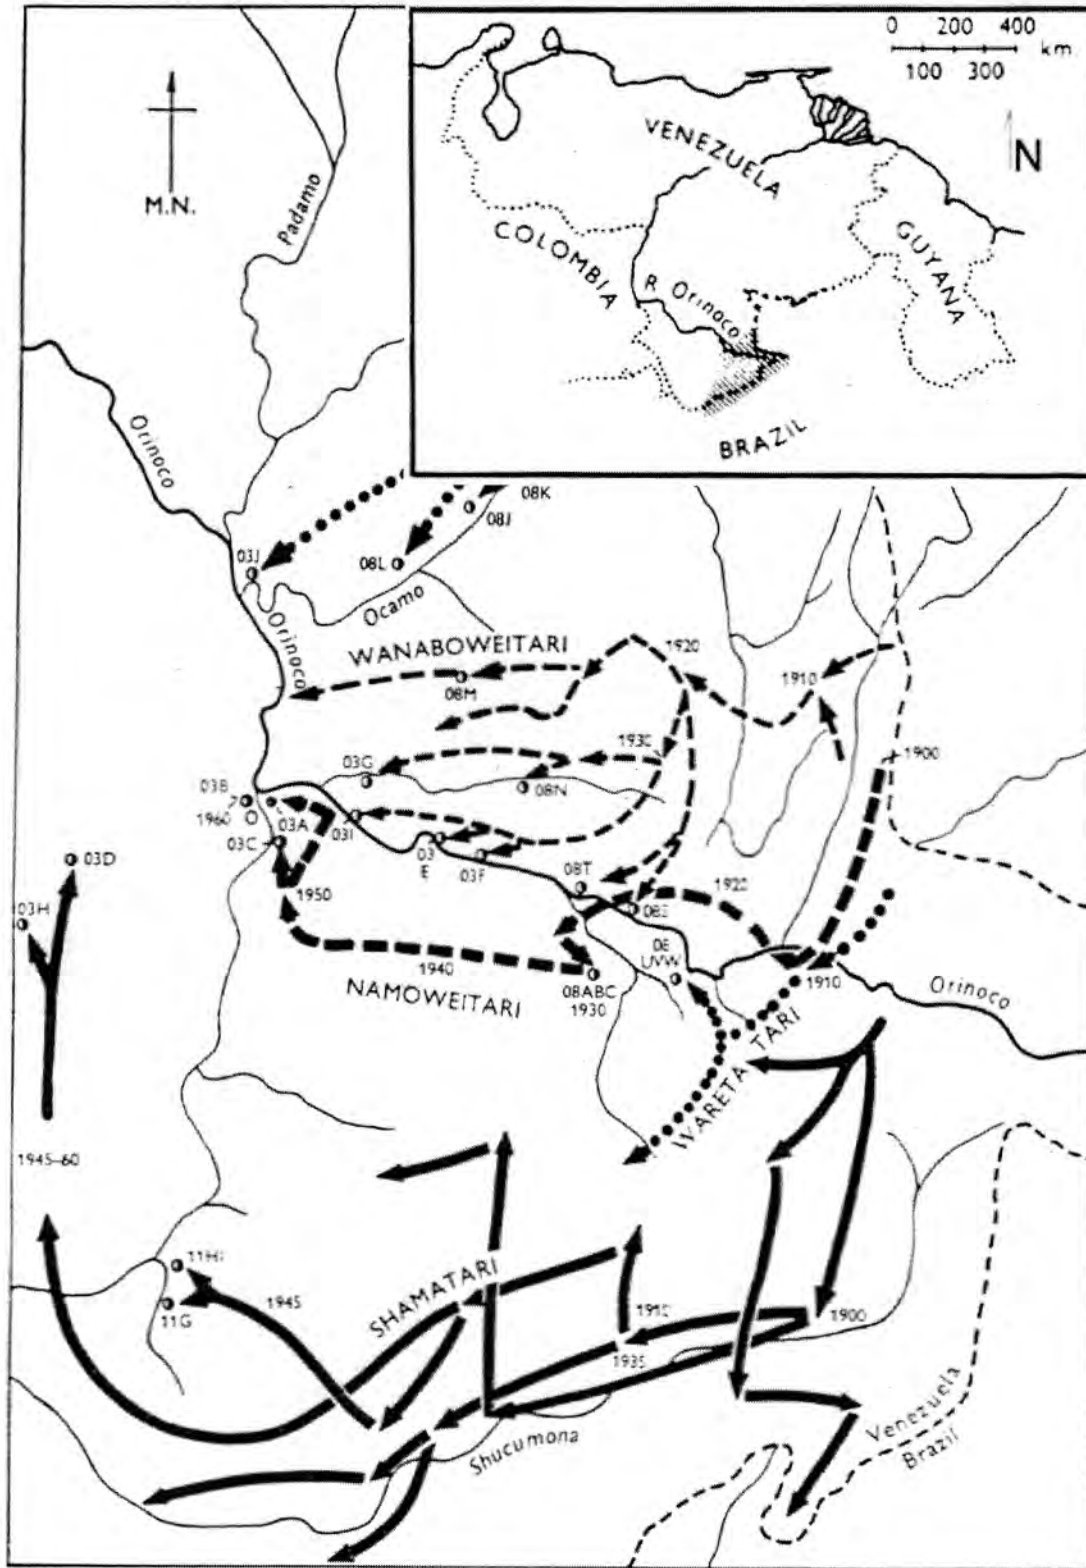 0 200 400
km
100 300
N
VENEZUELA
COLOMBIA
GUYANA
R. Orinoco
BRAZIL
M.N.
Padamo
Orinoco
08K
08J
03J
08L
Ocamo
Orinoco
WANABOWEITARI
08M
1920
1910
1930
1900
03G
08N
03B
1960
03A
03I
03C
03
E
03F
03D
08T
1920
1950
03H
DE
UVW
1940
08ABC
1930
1910
Orinoco
NAMOWEITARI
WARETA TARI
1945-60
11HI
SHAMATARI
11G
1945
1900
1935
Shucumona
Venezuela
Brazil